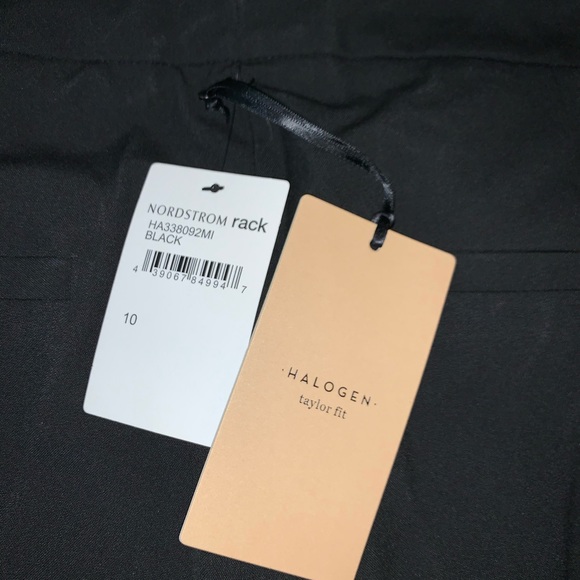 NORDSTROM rack
HA338092MI
BLACK
4 39067 84994 7
10
·HALOGEN·
taylor fit